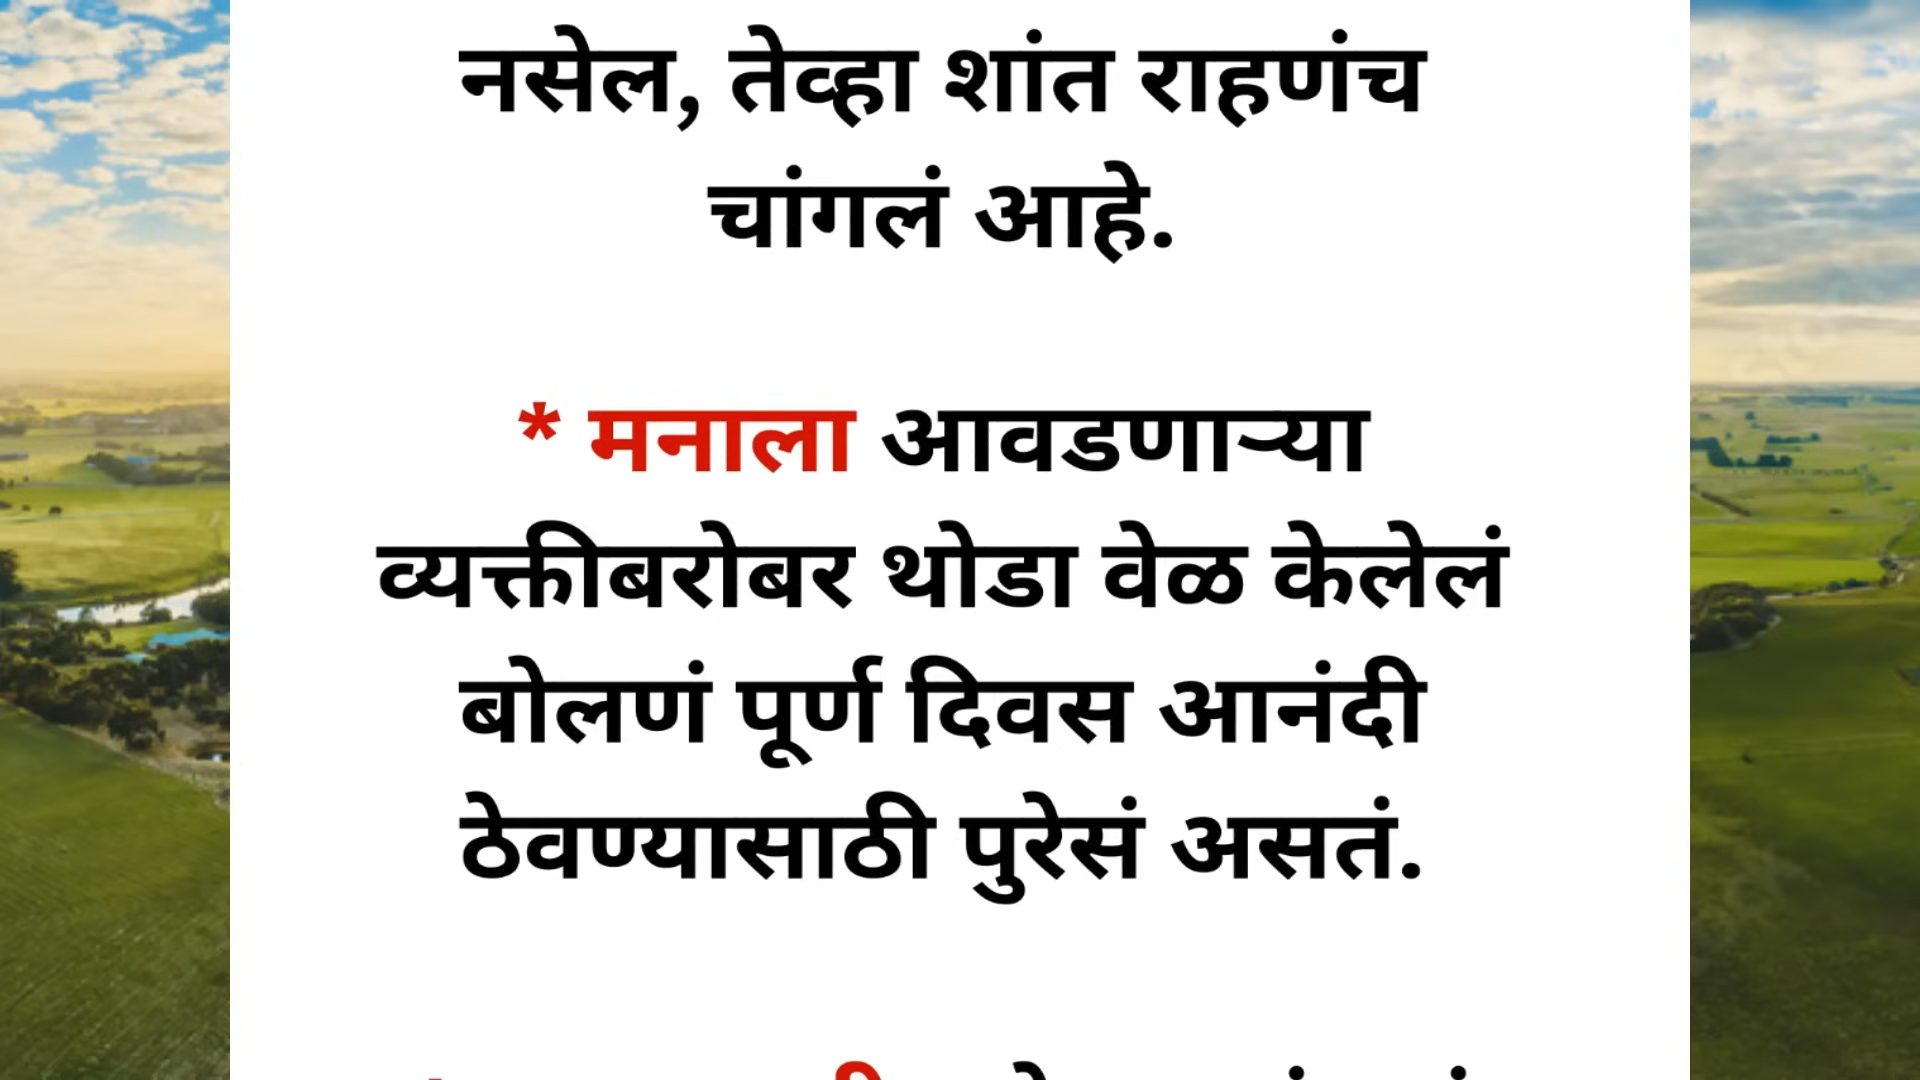 नसेल, तेव्हा शांत राहणंच
चांगलं आहे.
* मनाला आवडणाऱ्या
व्यक्तीबरोबर थोडा वेळ केलेलं
बोलणं पूर्ण दिवस आनंदी
ठेवण्यासाठी पुरेसं असतं.